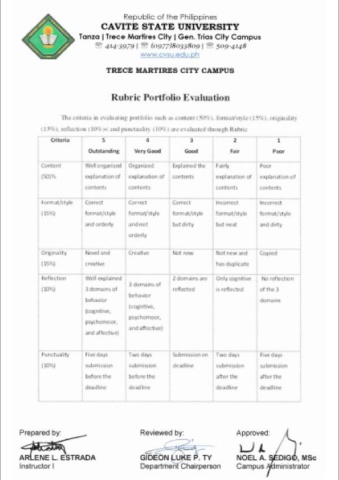 Republic of the Philippines
CAVITE STATE UNIVERSITY
Tanza | Trece Martires City | Gen. Trias City Campus
☏ 414-3979 | ☏ (0977)8033809 | ☏ 509-4148
www.cvsu.edu.ph
TRECE MARTIRES CITY CAMPUS
Rubric Portfolio Evaluation
The criteria in evaluating portfolio such as content (50%), format/style (15%), originality
(15%), reflection (10%) and punctuality (10%) are evaluated through Rubric
Criteria 5 4 3 2 1
Outstanding Very Good Good Fair Poor
Content Well organized Organized Explained the Fairly Poor
(50)% explanation of explanation of contents explanation of explanation of
contents contents contents contents
Format/style Correct Correct Correct Incorrect Incorrect
(15%) format/style format/style format/style format/style format/style
and orderly and not but dirty but neat and dirty
orderly
Originality Novel and Creative Not new Not new and Copied
(15%) creative has duplicate
Reflection Well explained 3 domains of 2 domains are Only cognitive No reflection
(10%) 3 domains of behavior reflected is reflected of the 3
behavior (cognitive, domains
(cognitive, psychomoor,
psychomoor, and affective)
and affective)
Punctuality Five days Two days Submission on Two days Five days
(10%) submission submission deadline submission submission
before the before the after the after the
deadline deadline deadline deadline
Prepared by: Reviewed by: Approved:
ARLENE L. ESTRADA GIDEON LUKE P. TY NOEL A. SEDIGO, MSc
Instructor I Department Chairperson Campus Administrator